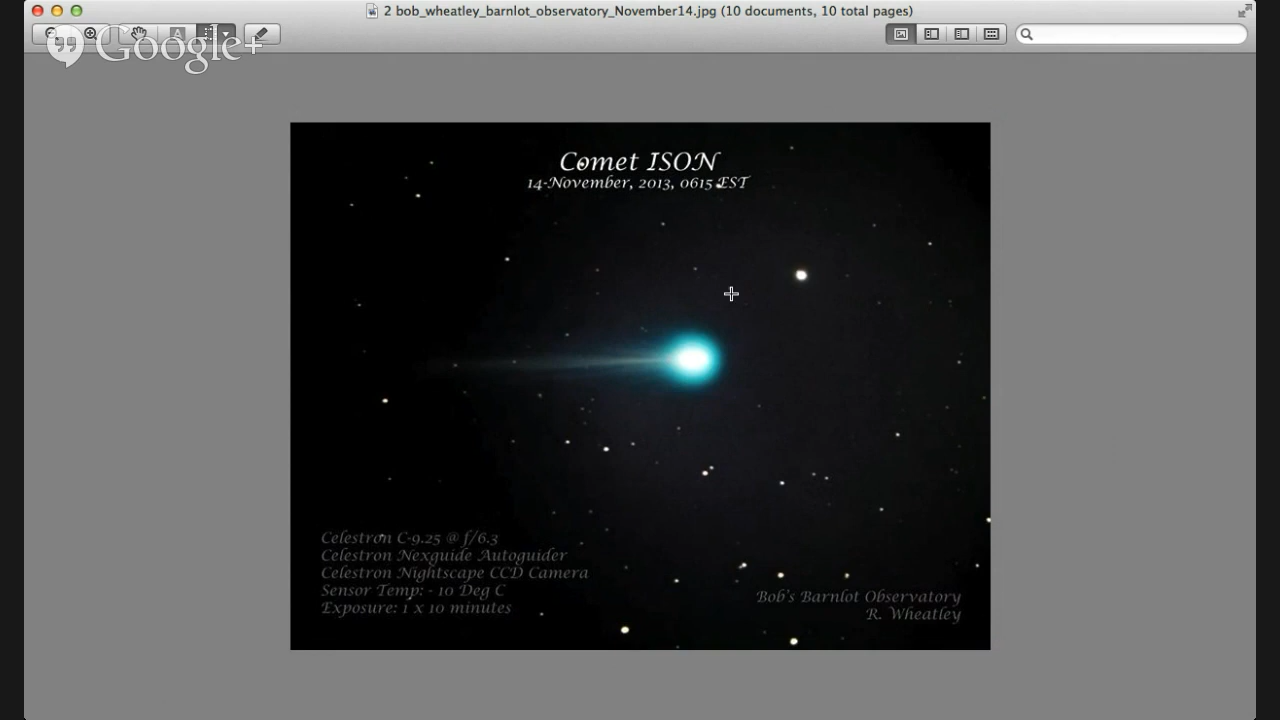 2 bob_wheatley_barnlot_observatory_November14.jpg (10 documents, 10 total pages)
Google+
Comet ISON
14-November, 2013, 0615 EST
Celestron C-9.25 @ f/6.3
Celestron Nexguide Autoguider
Celestron Nightscape CCD Camera
Sensor Temp: - 10 Deg C
Exposure: 1 x 10 minutes
Bob's Barnlot Observatory
R. Wheatley